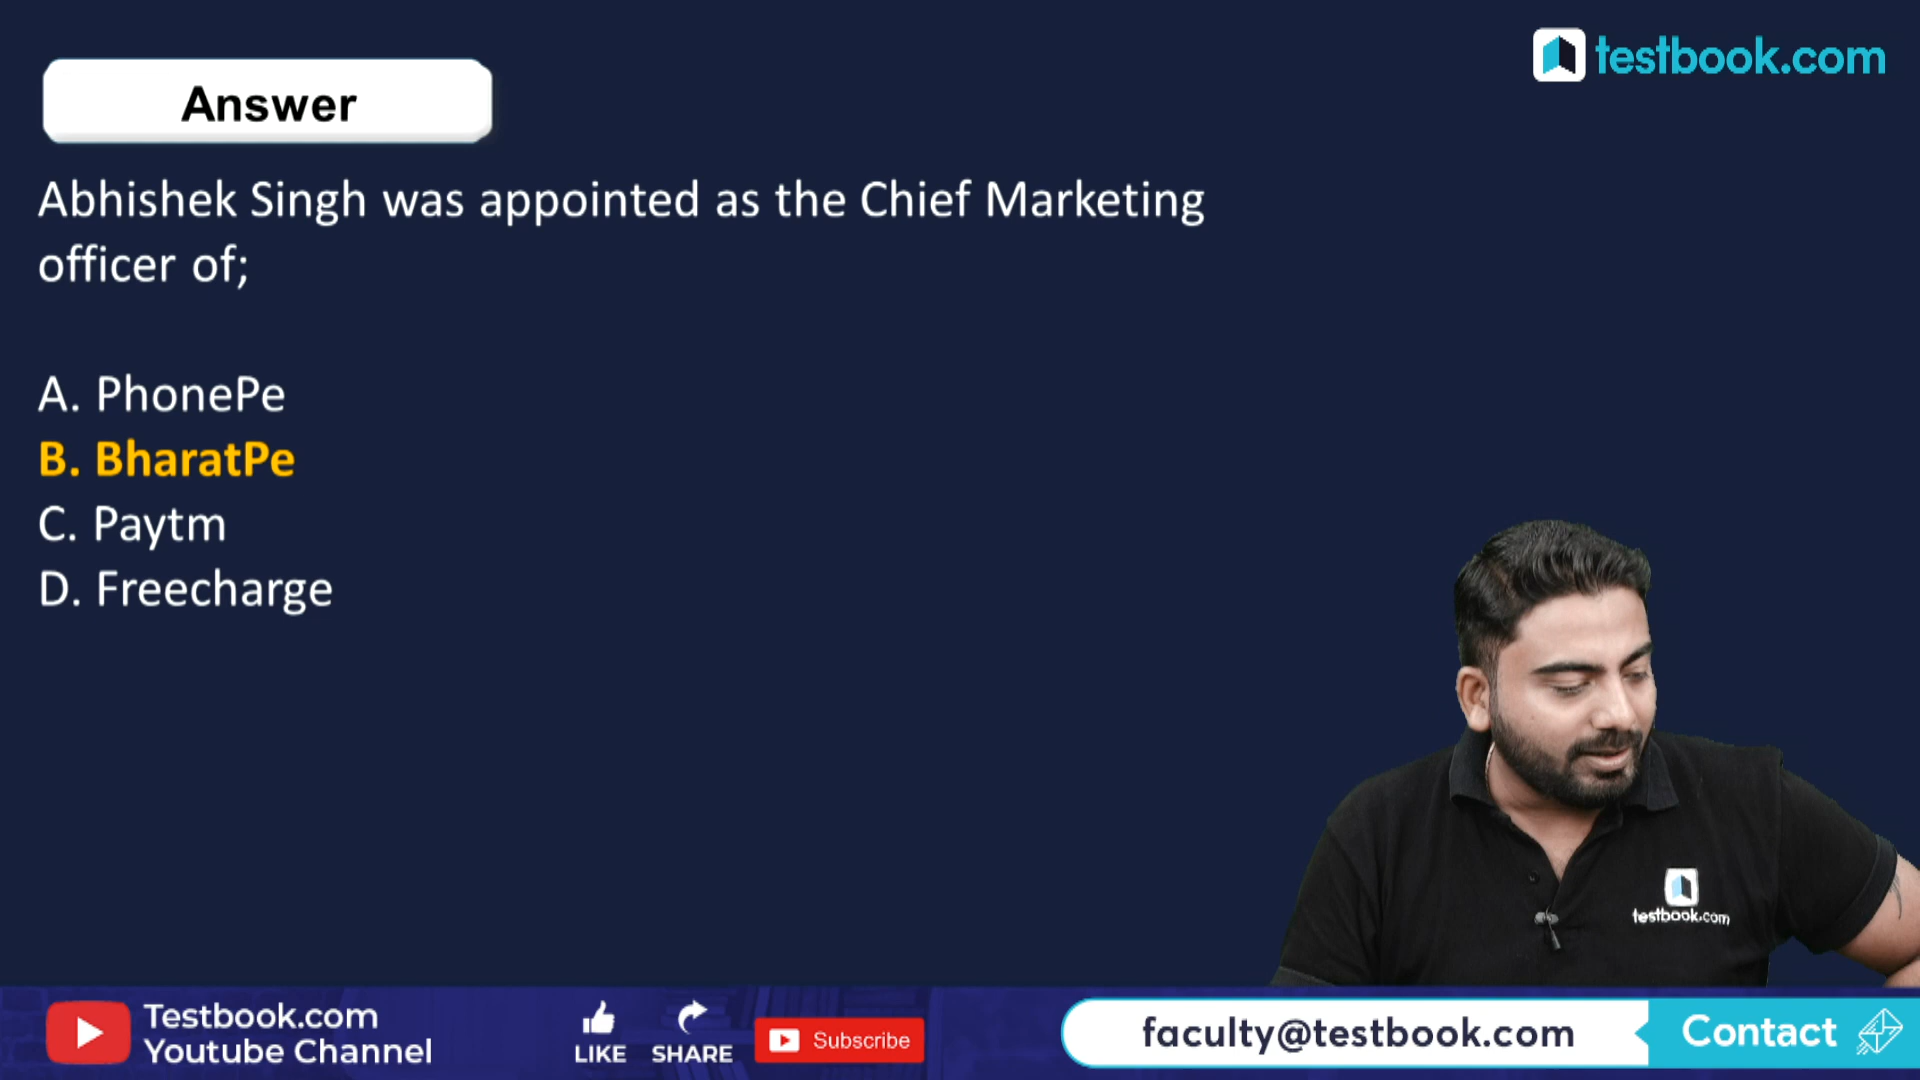 testbook.com
Answer
Abhishek Singh was appointed as the Chief Marketing
officer of;
A. PhonePe
B. BharatPe
C. Paytm
D. Freecharge
testbook.com
Testbook.com
Youtube Channel
LIKE
SHARE
Subscribe
faculty@testbook.com
Contact